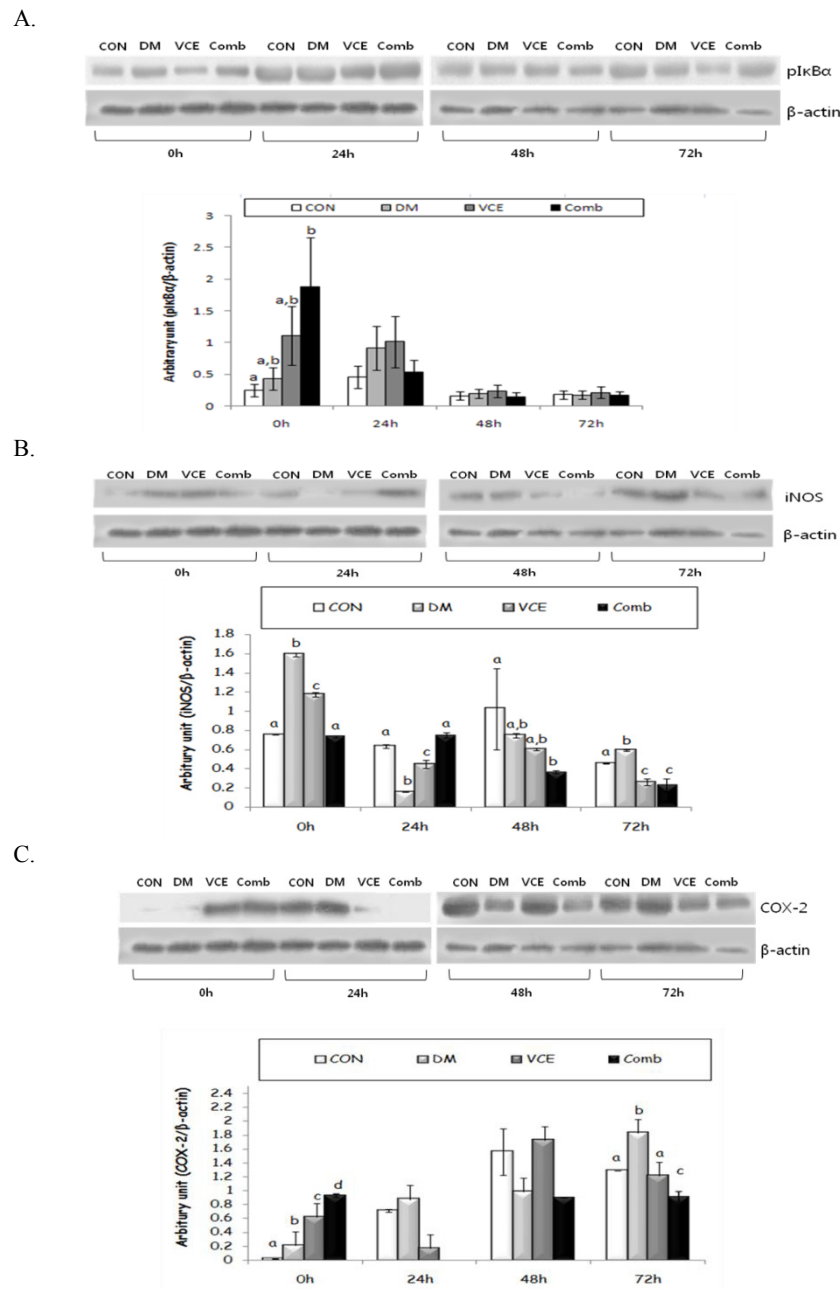 A.
CON DM VCE Comb CON DM VCE Comb CON DM VCE Comb CON DM VCE Comb
pIκBα
β-actin
0h 24h 48h 72h
CON DM VCE Comb
Arbitrary unit (pIκBα/β-actin)
3
2.5
2
1.5
1
0.5
0
a a,b a,b b
0h 24h 48h 72h
B.
CON DM VCE Comb CON DM VCE Comb CON DM VCE Comb CON DM VCE Comb
iNOS
β-actin
0h 24h 48h 72h
CON DM VCE Comb
Arbitury unit (iNOS/β-actin)
1.8
1.6
1.4
1.2
1
0.8
0.6
0.4
0.2
0
a b c a a b c a a a,b a,b b a a c c
0h 24h 48h 72h
C.
CON DM VCE Comb CON DM VCE Comb CON DM VCE Comb CON DM VCE Comb
COX-2
β-actin
0h 24h 48h 72h
CON DM VCE Comb
Arbitury unit (COX-2/β-actin)
2.4
2.2
2
1.8
1.6
1.4
1.2
1
0.8
0.6
0.4
0.2
0
a b c d a b a c
0h 24h 48h 72h